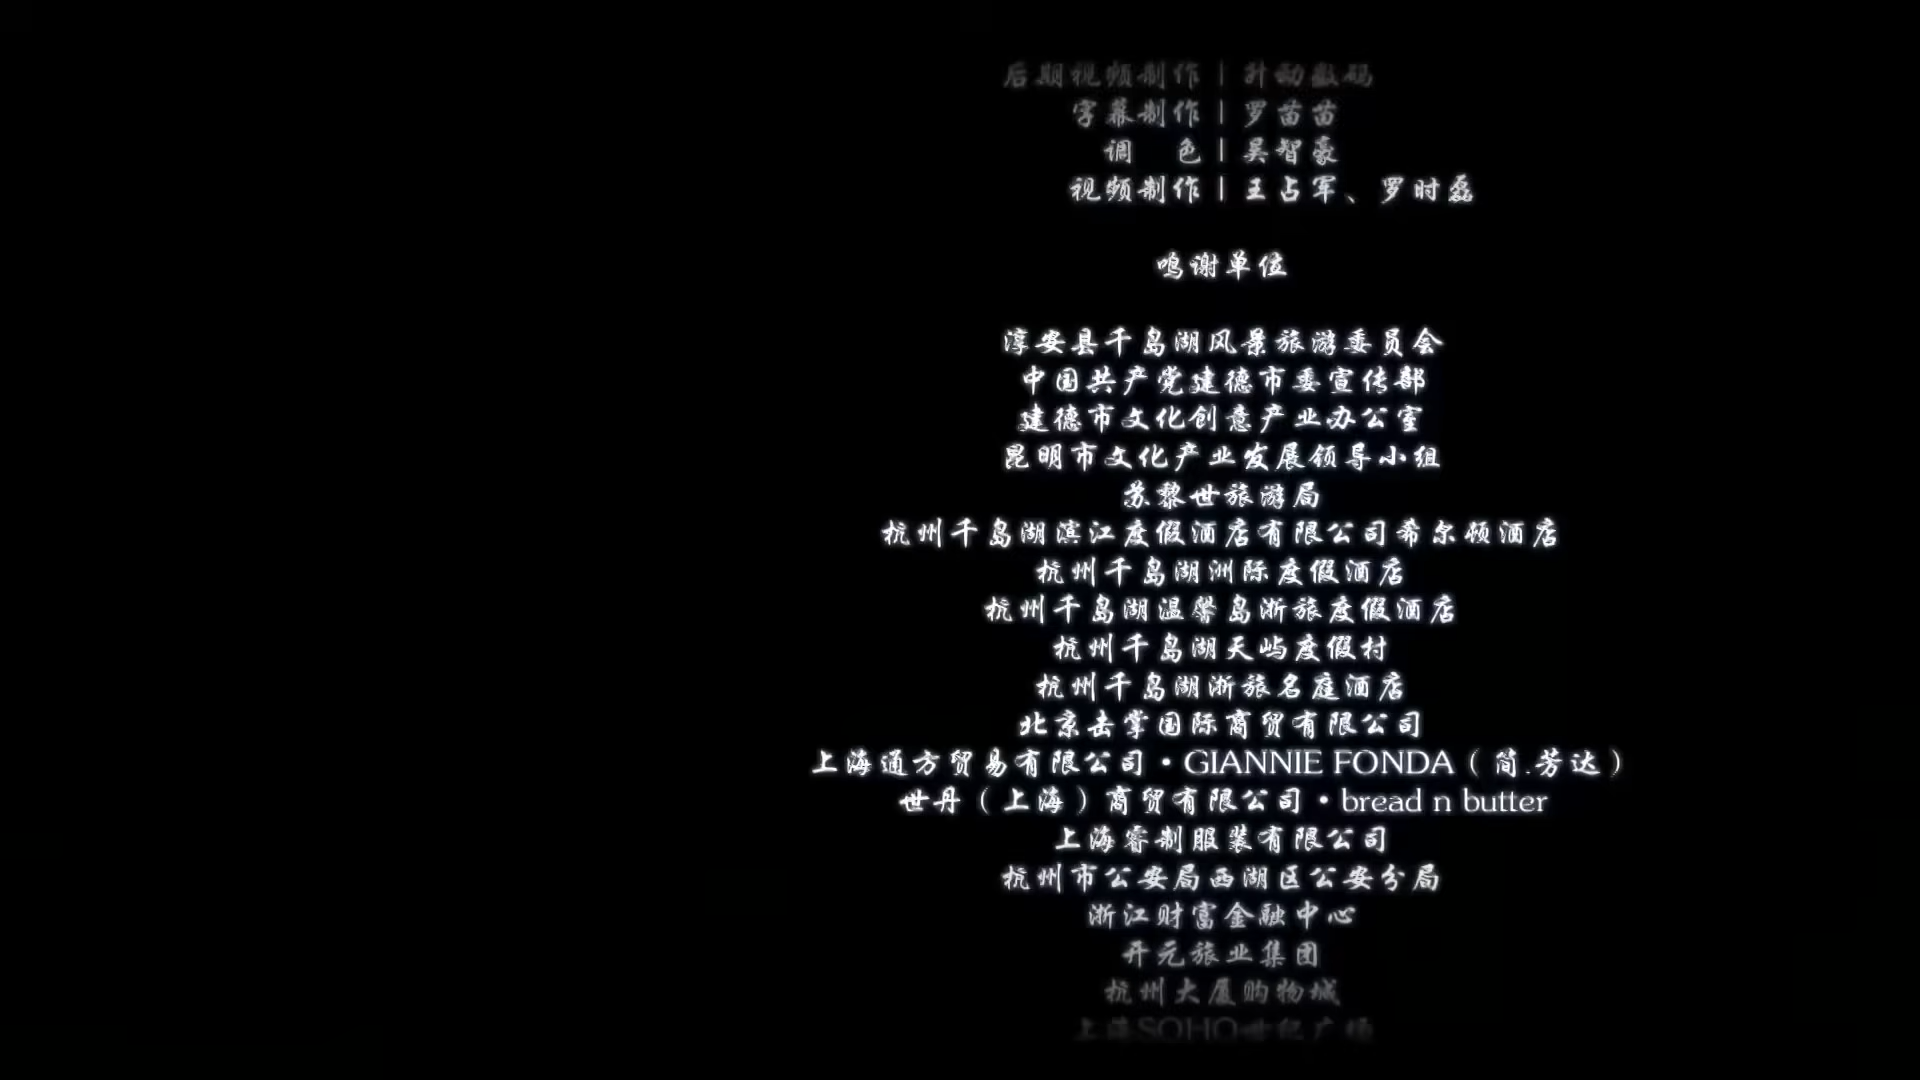 后期视频制作 | 升动数码
字幕制作 | 罗苗苗
调 色 | 吴智豪
视频制作 | 王占军、罗时磊
鸣谢单位
淳安县千岛湖风景旅游委员会
中国共产党建德市委宣传部
建德市文化创意产业办公室
昆明市文化产业发展领导小组
苏黎世旅游局
杭州千岛湖滨江度假酒店有限公司希尔顿酒店
杭州千岛湖洲际度假酒店
杭州千岛湖温馨岛浙旅度假酒店
杭州千岛湖天屿度假村
杭州千岛湖浙旅名庭酒店
北京击掌国际商贸有限公司
上海通方贸易有限公司·GIANNIE FONDA（简.芳达）
世丹（上海）商贸有限公司·bread n butter
上海睿制服装有限公司
杭州市公安局西湖区公安分局
浙江财富金融中心
开元旅业集团
杭州大厦购物城
上海SOHO世纪广场